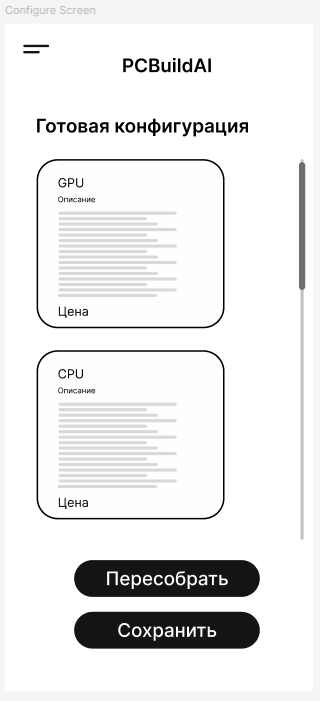 Configure Screen
PCBuildAI
Готовая конфигурация
GPU
Описание
Цена
CPU
Описание
Цена
Пересобрать
Сохранить